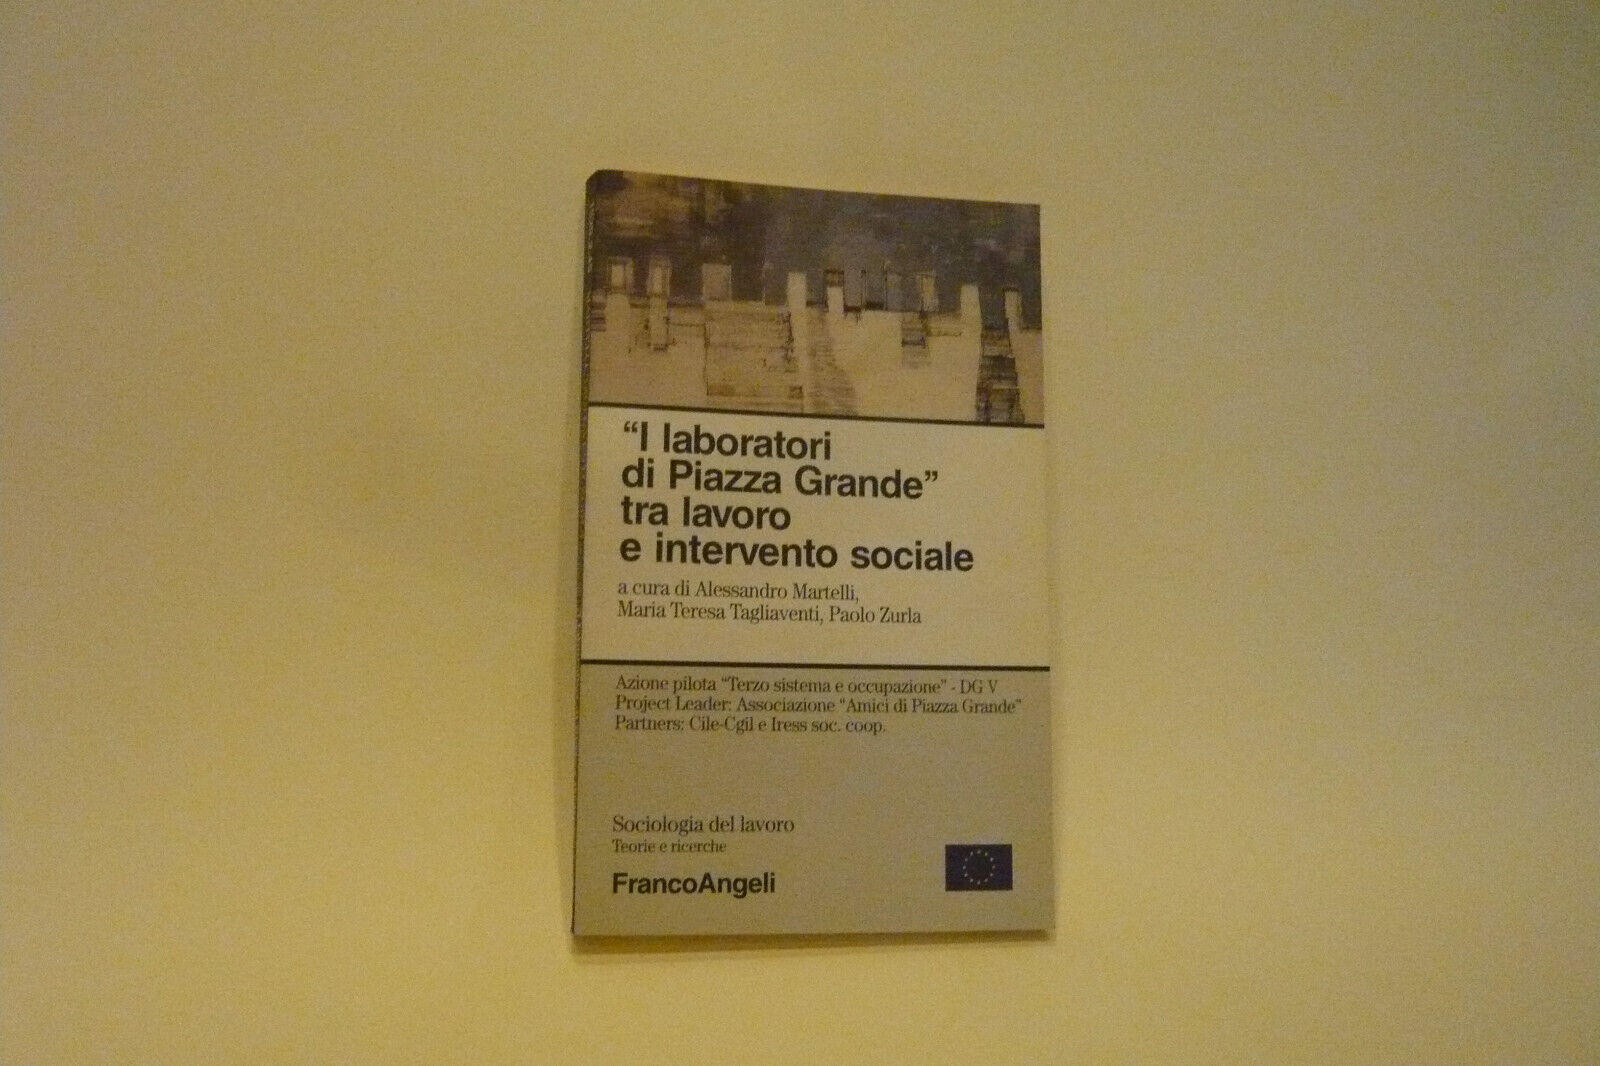 “I laboratori
di Piazza Grande”
tra lavoro
e intervento sociale
a cura di Alessandro Martelli,
Maria Teresa Tagliaventi, Paolo Zurla
Azione pilota “Terzo sistema e occupazione” - DG V
Project Leader: Associazione “Amici di Piazza Grande”
Partners: Cile-Cgil e Iress soc. coop.
Sociologia del lavoro
Teorie e ricerche
FrancoAngeli